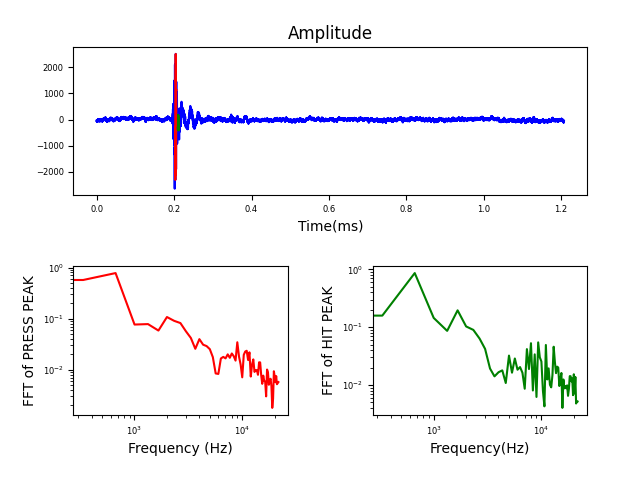 Amplitude
2000
1000
0
−1000
−2000
0.0 0.2 0.4 0.6 0.8 1.0 1.2
Time(ms)
FFT of PRESS PEAK
10⁰
10⁻¹
10⁻²
10³ 10⁴
Frequency (Hz)
FFT of HIT PEAK
10⁰
10⁻¹
10⁻²
10³ 10⁴
Frequency(Hz)